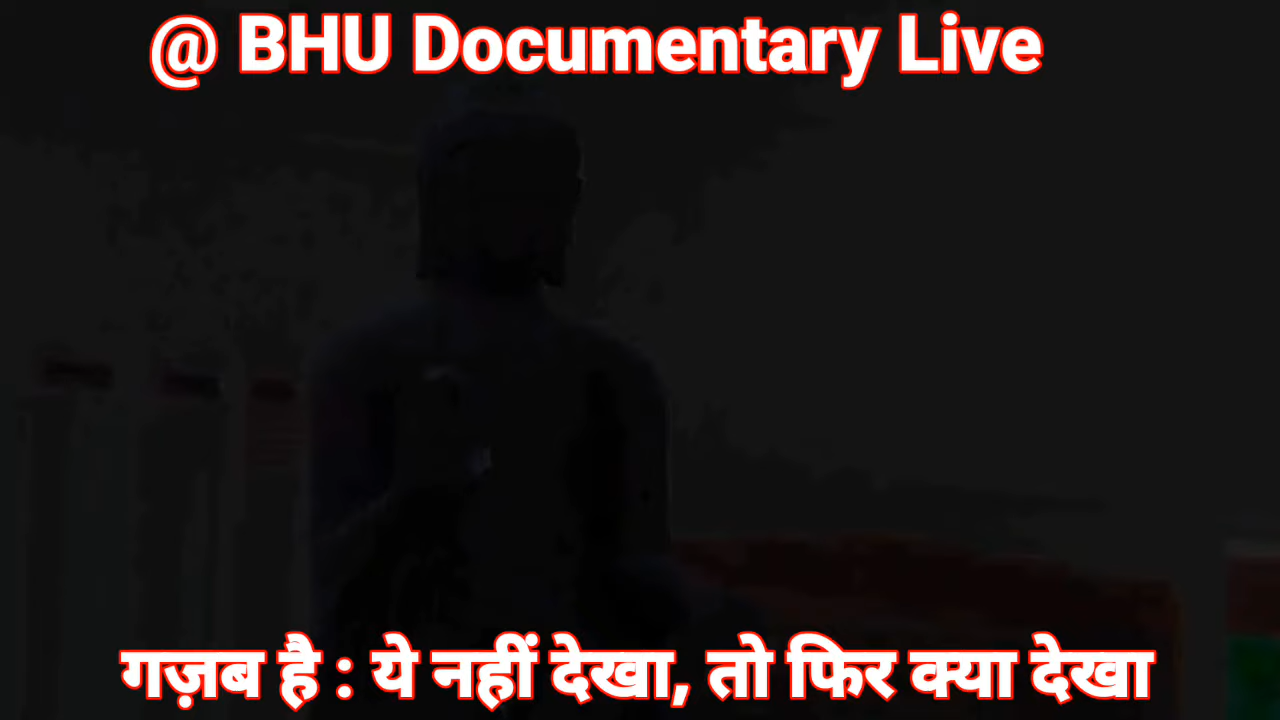 @ BHU Documentary Live
गज़ब है : ये नहीं देखा, तो फिर क्या देखा